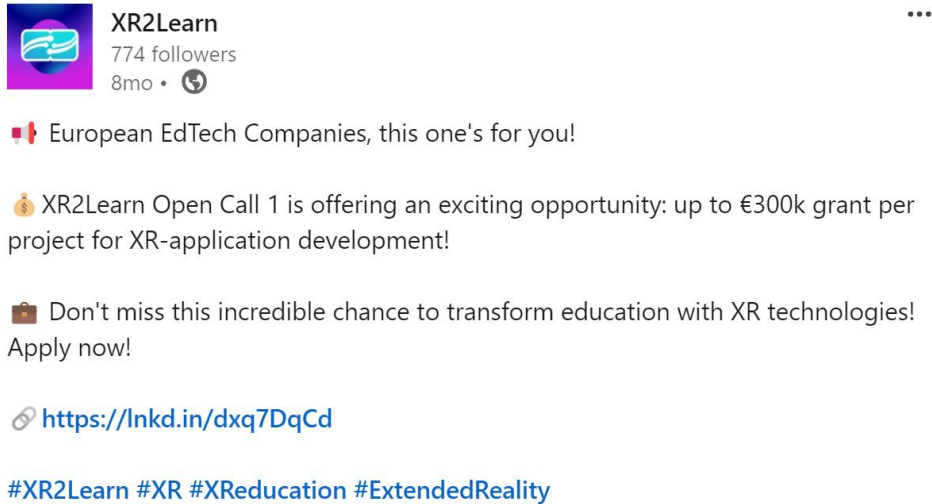 XR2Learn
774 followers
8mo •
📢 European EdTech Companies, this one's for you!
💰XR2Learn Open Call 1 is offering an exciting opportunity: up to €300k grant per
project for XR-application development!
💼 Don't miss this incredible chance to transform education with XR technologies!
Apply now!
🔗https://lnkd.in/dxq7DqCd
#XR2Learn #XR #XReducation #ExtendedReality